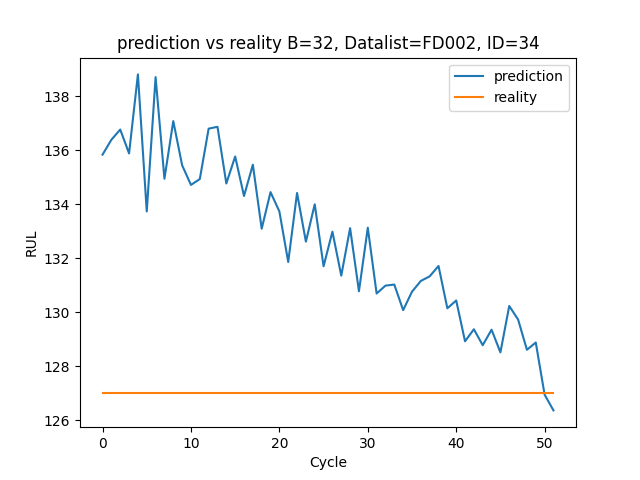 prediction vs reality B=32, Datalist=FD002, ID=34
prediction
reality
138
136
134
132
130
128
126
RUL
0 10 20 30 40 50
Cycle